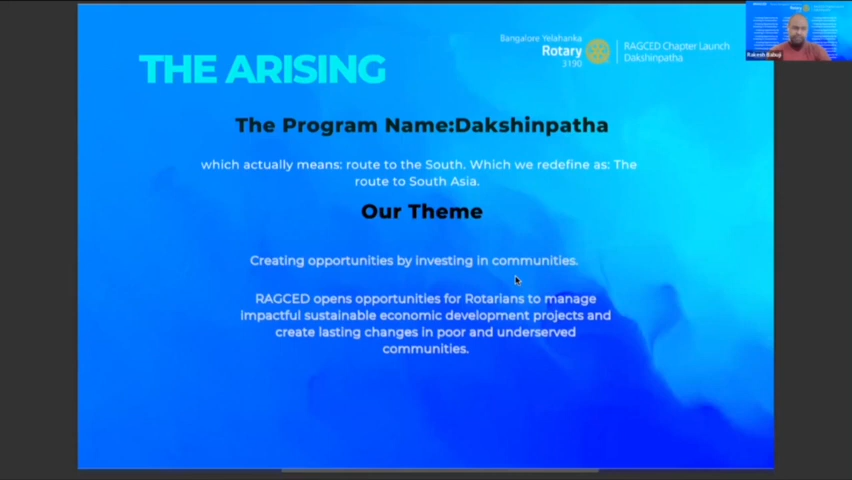 THE ARISING
Bangalore Yelahanka
Rotary
3190
RAGCED Chapter Launch
Dakshinpatha
The Program Name:Dakshinpatha
which actually means: route to the South. Which we redefine as: The
route to South Asia.
Our Theme
Creating opportunities by investing in communities.
RAGCED opens opportunities for Rotarians to manage
impactful sustainable economic development projects and
create lasting changes in poor and underserved
communities.
Rakesh Babuji